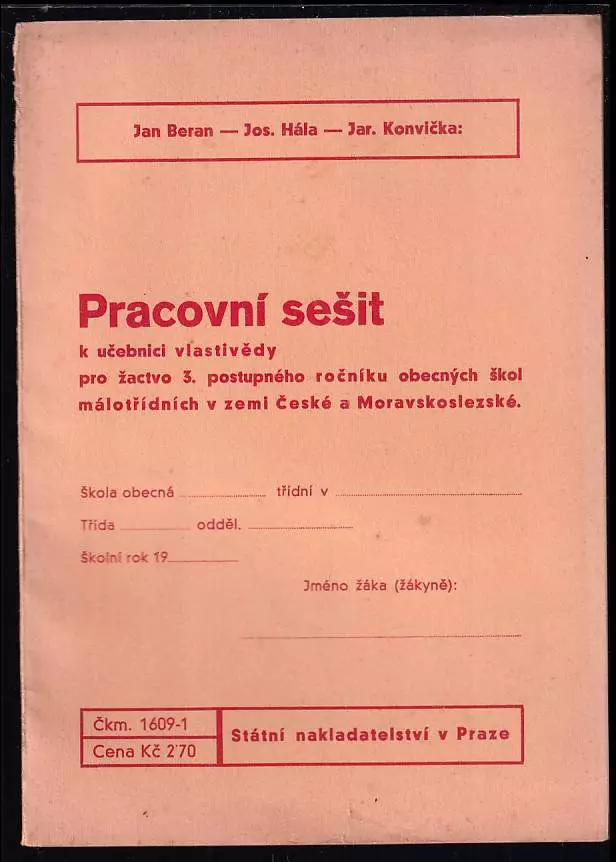 Jan Beran — Jos. Hála — Jar. Konvička:
Pracovní sešit
k učebnici vlastivědy
pro žactvo 3. postupného ročníku obecných škol
málotřídních v zemi České a Moravskoslezské.
Škola obecná ............ třídní v ............
Třída ............ odděl. ............
Školní rok 19............
Jméno žáka (žákyně):
Čkm. 1609-1
Cena Kč 2'70
Státní nakladatelství v Praze